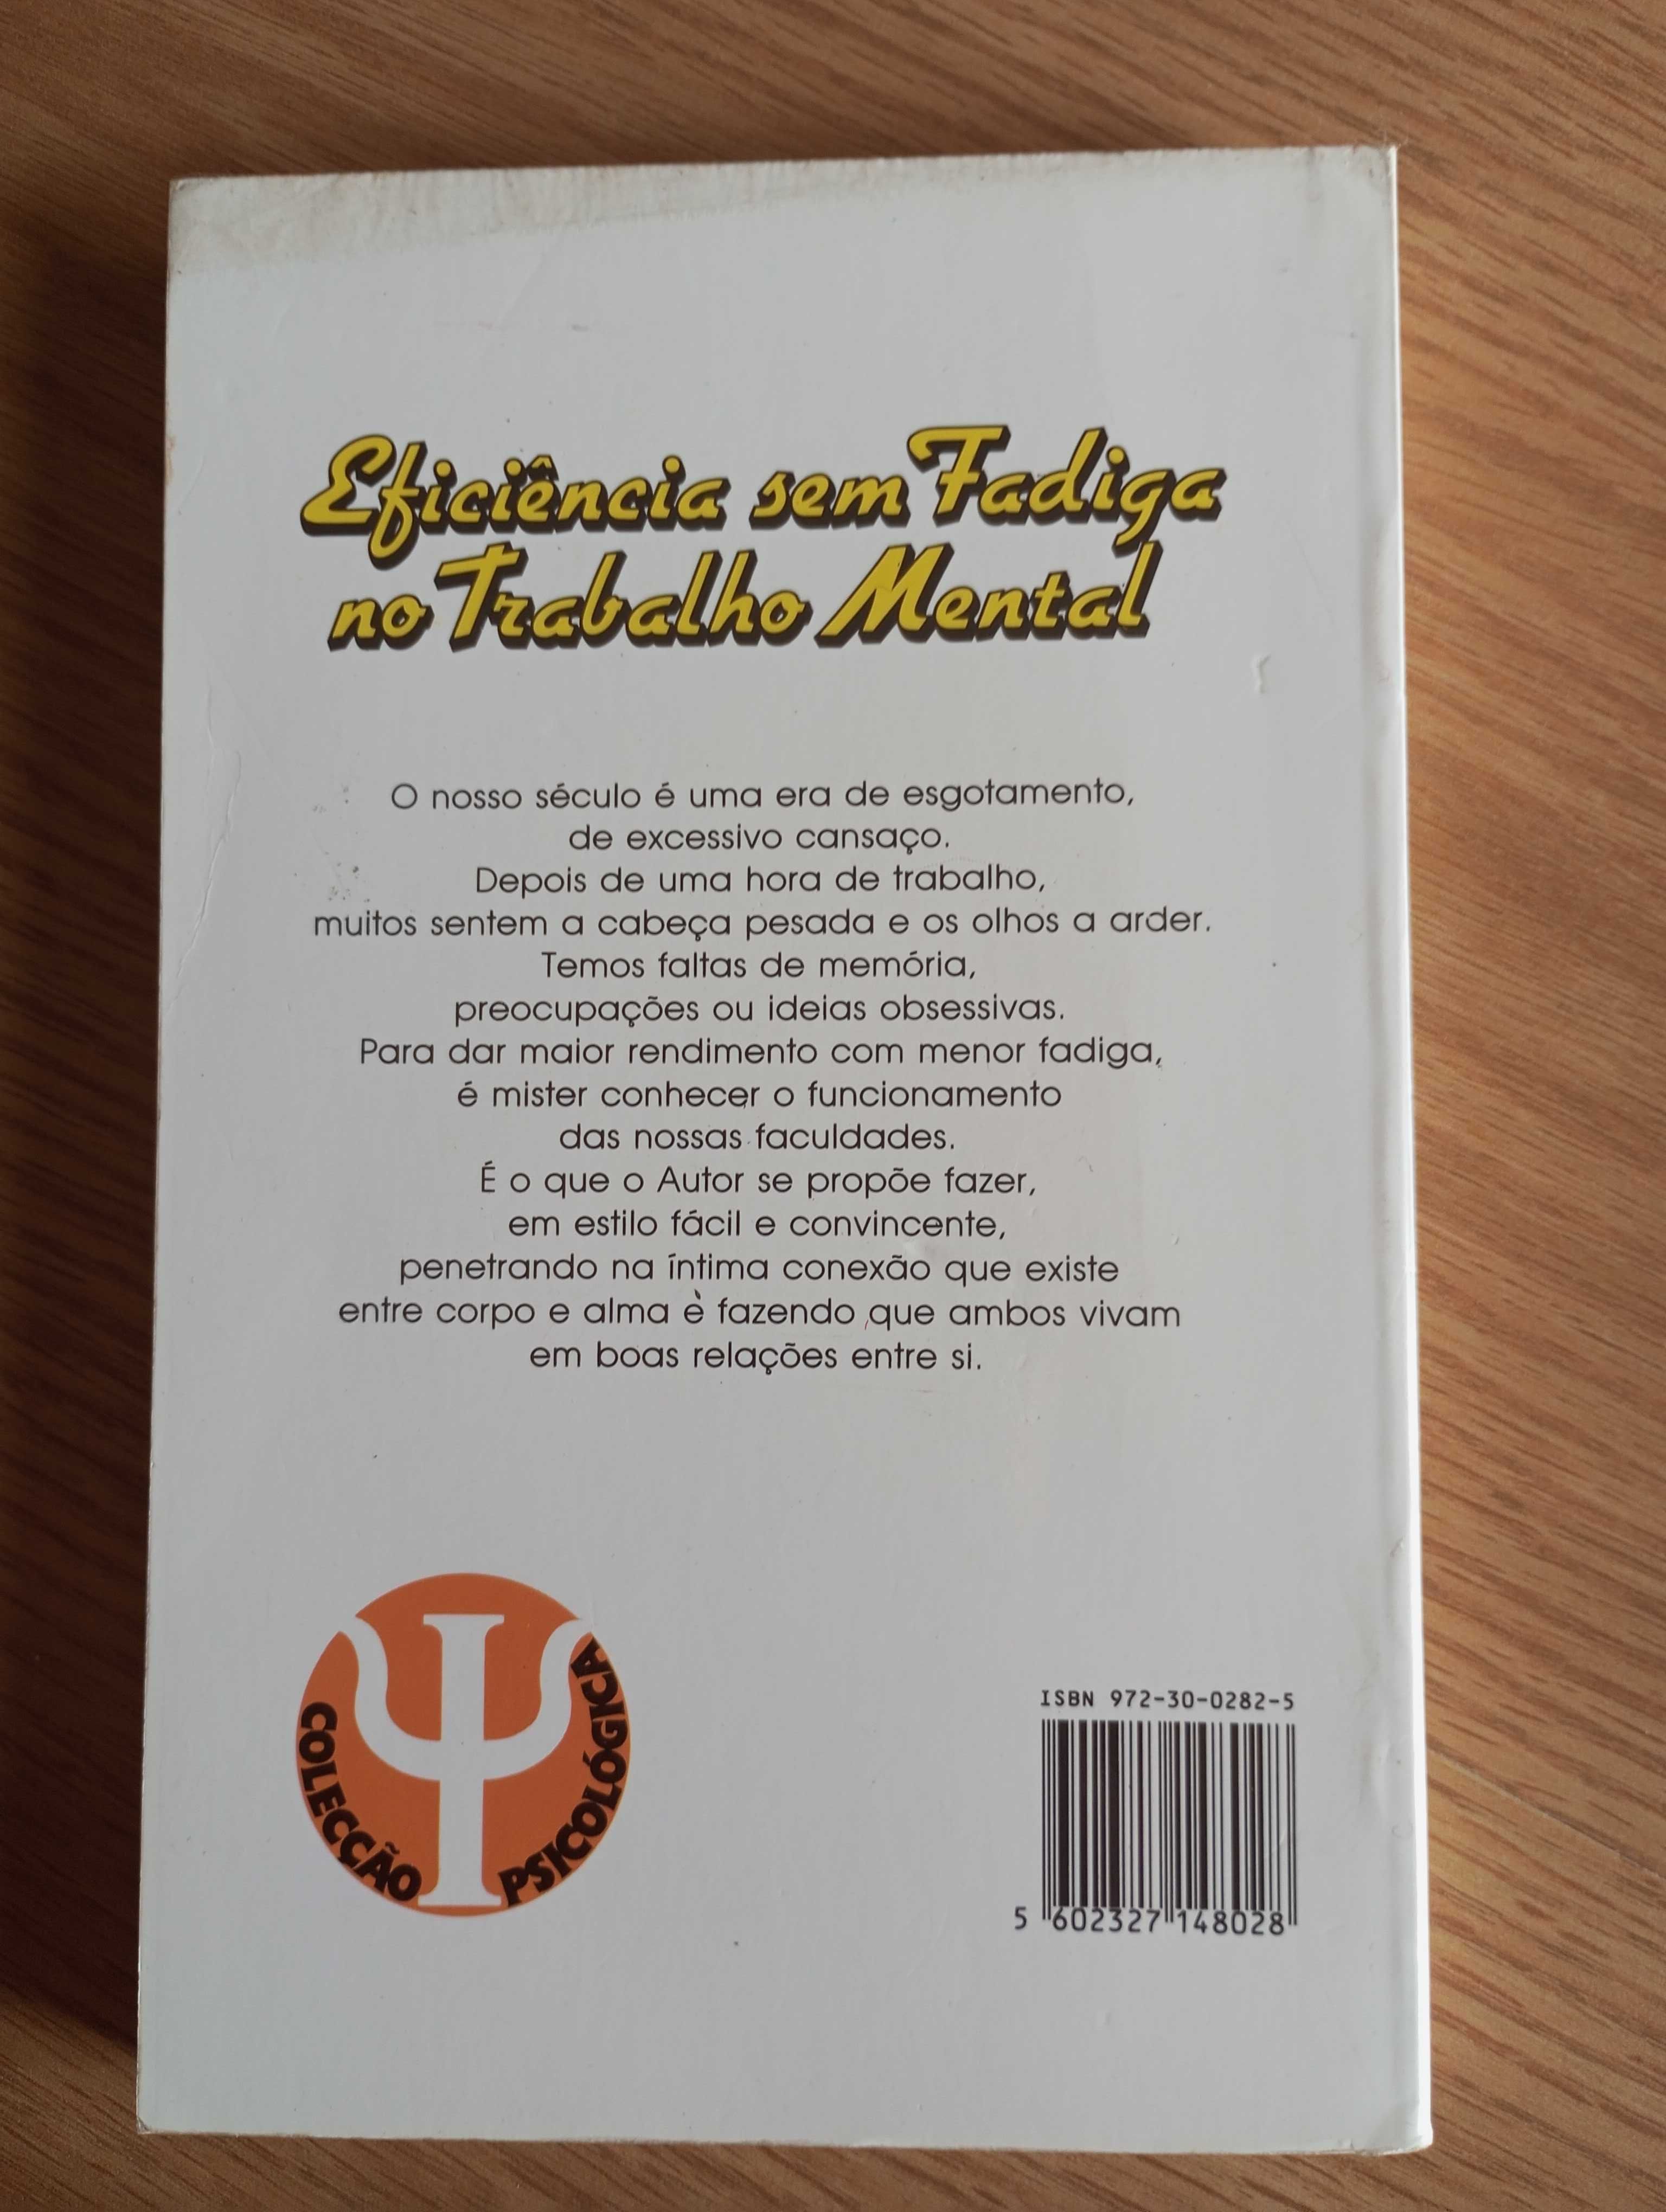 Eficiência sem Fadiga
no Trabalho Mental
O nosso século é uma era de esgotamento,
de excessivo cansaço.
Depois de uma hora de trabalho,
muitos sentem a cabeça pesada e os olhos a arder.
Temos faltas de memória,
preocupações ou ideias obsessivas.
Para dar maior rendimento com menor fadiga,
é mister conhecer o funcionamento
das nossas faculdades.
É o que o Autor se propõe fazer,
em estilo fácil e convincente,
penetrando na íntima conexão que existe
entre corpo e alma e fazendo que ambos vivam
em boas relações entre si.
COLECÇÃO PSICOLÓGICA
ISBN 972-30-0282-5
5 602327 148028